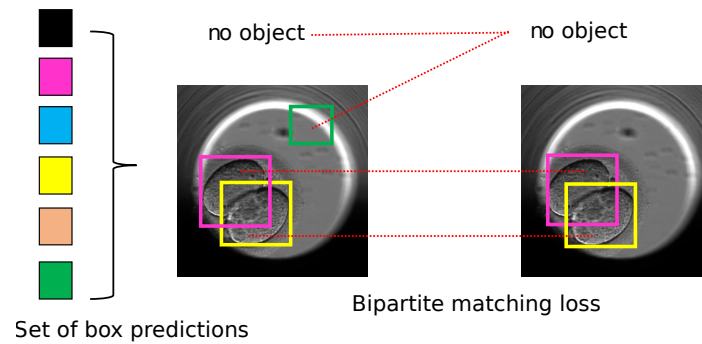 no object
no object
Bipartite matching loss
Set of box predictions